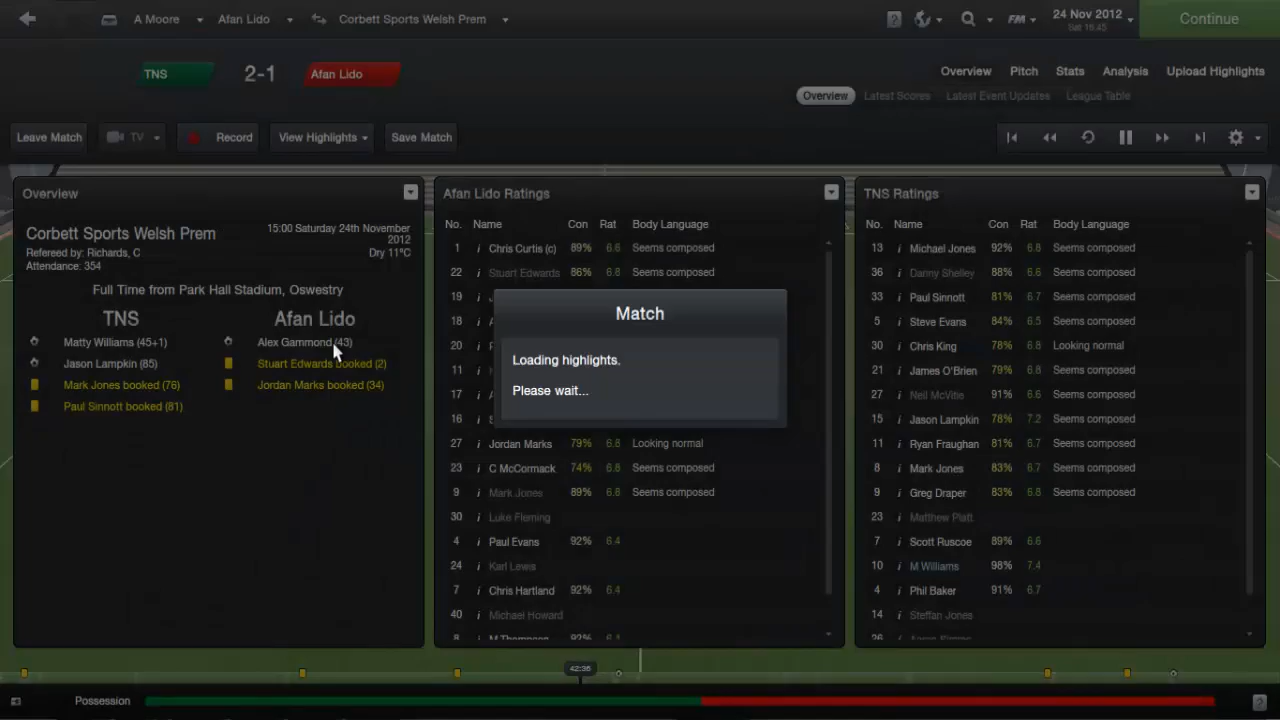 A Moore Afan Lido Corbett Sports Welsh Prem ? FM 24 Nov 2012 Continue
Sat 19:45
TNS 2-1 Afan Lido
Overview Pitch Stats Analysis Upload Highlights
Overview Latest Scores Latest Event Updates League Table
Leave Match TV Record View Highlights Save Match
Overview
Corbett Sports Welsh Prem
15:00 Saturday 24th November 2012
Refereed by: Richards, C
Dry 11°C
Attendance: 354
Full Time from Park Hall Stadium, Oswestry
TNS Afan Lido
Matty Williams (45+1) Alex Gammond (43)
Jason Lampkin (85) Stuart Edwards booked (2)
Mark Jones booked (76) Jordan Marks booked (34)
Paul Sinnott booked (81)
Afan Lido Ratings
No. Name Con Rat Body Language
1 i Chris Curtis (c) 89% 6.6 Seems composed
22 i Stuart Edwards 86% 6.8 Seems composed
19 i
18 i
20 i
11 i
17 i
16 i
27 i Jordan Marks 79% 6.8 Looking normal
23 i C McCormack 74% 6.8 Seems composed
9 i Mark Jones 89% 6.8 Seems composed
30 i Luke Fleming
4 i Paul Evans 92% 6.4
24 i Karl Lewis
7 i Chris Hartland 92% 6.4
40 i Michael Howard
8 i M Thompson 92% 6.4
Match
Loading highlights.
Please wait...
TNS Ratings
No. Name Con Rat Body Language
13 i Michael Jones 92% 6.8 Seems composed
36 i Danny Shelley 88% 6.6 Seems composed
33 i Paul Sinnott 81% 6.7 Seems composed
5 i Steve Evans 84% 6.5 Seems composed
30 i Chris King 78% 6.8 Looking normal
21 i James O'Brien 79% 6.8 Seems composed
27 i Neil McVitie 91% 6.6 Seems composed
15 i Jason Lampkin 78% 7.2 Seems composed
11 i Ryan Fraughan 81% 6.7 Seems composed
8 i Mark Jones 83% 6.7 Seems composed
9 i Greg Draper 83% 6.8 Seems composed
23 i Matthew Platt
7 i Scott Ruscoe 89% 6.6
10 i M Williams 98% 7.4
4 i Phil Baker 91% 6.7
14 i Steffan Jones
26 i
42:36
Possession ?